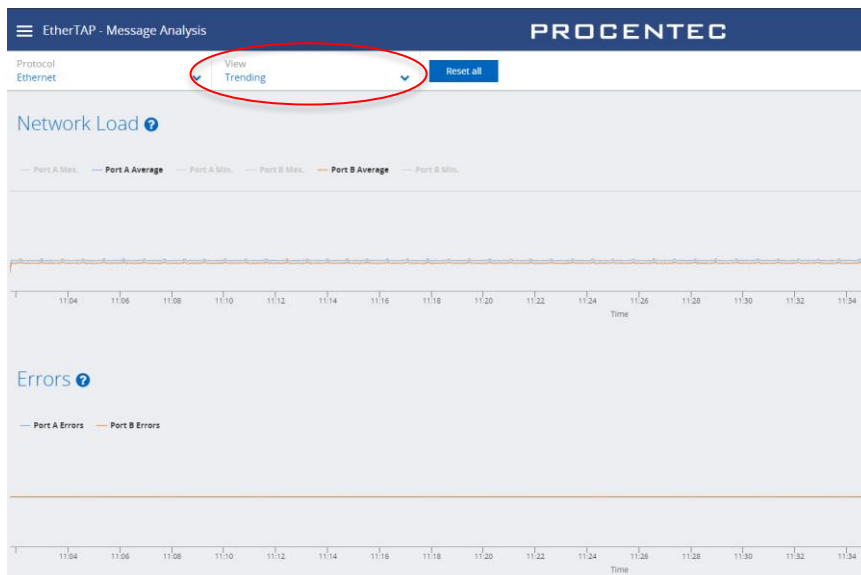 EtherTAP - Message Analysis PROCENTEC
Protocol View
Ethernet Trending Reset all
Network Load ?
Port A Max. Port A Average Port A Min. Port B Max. Port B Average Port B Min.
11:04 11:06 11:08 11:10 11:12 11:14 11:16 11:18 11:20 11:22 11:24 11:26 11:28 11:30 11:32 11:34
Time
Errors ?
Port A Errors Port B Errors
11:04 11:06 11:08 11:10 11:12 11:14 11:16 11:18 11:20 11:22 11:24 11:26 11:28 11:30 11:32 11:34
Time